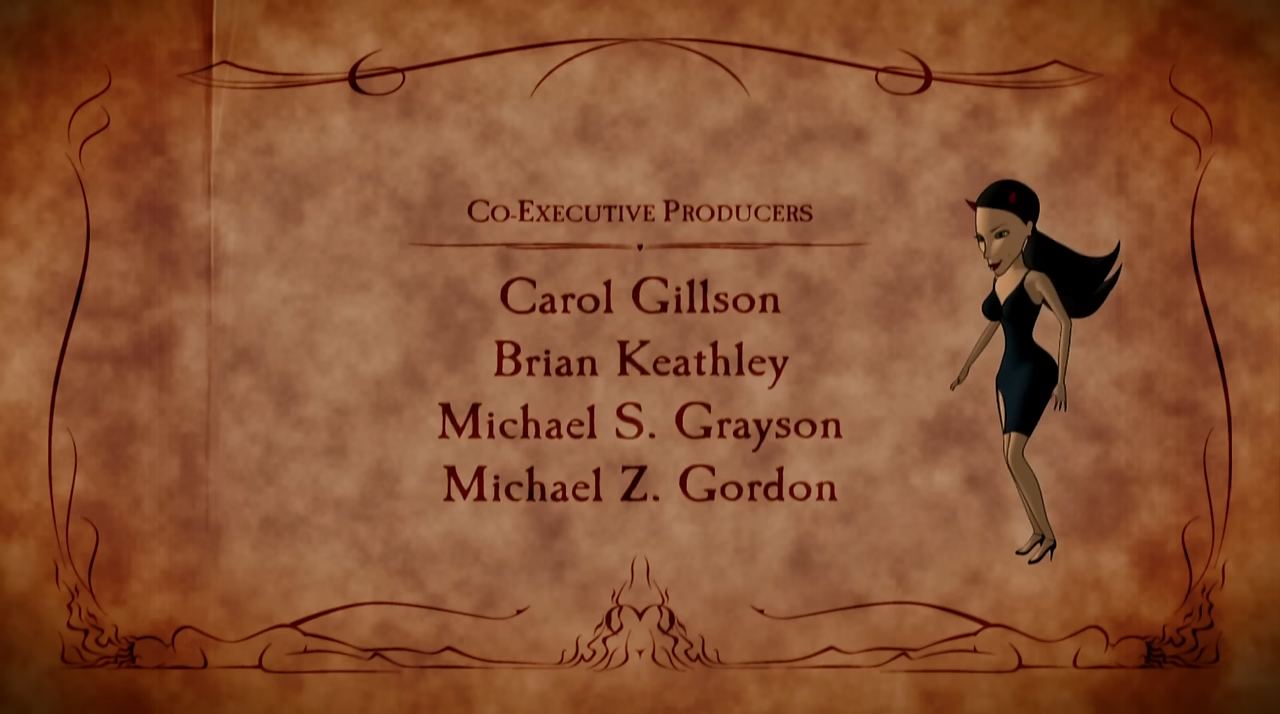 Co-Executive Producers
Carol Gillson
Brian Keathley
Michael S. Grayson
Michael Z. Gordon